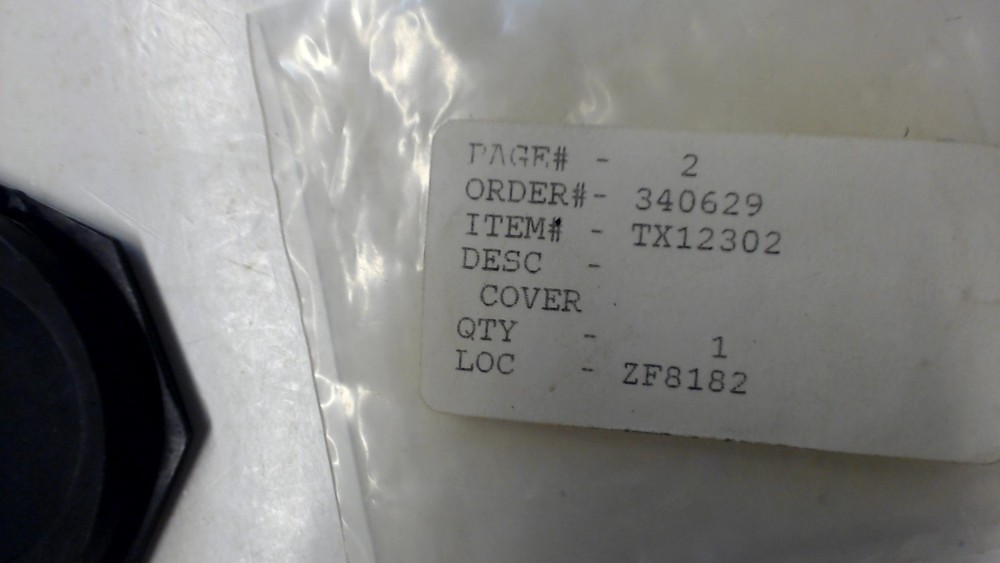 PAGE# - 2
ORDER#- 340629
ITEM# - TX12302
DESC -
COVER
QTY - 1
LOC - ZF8182